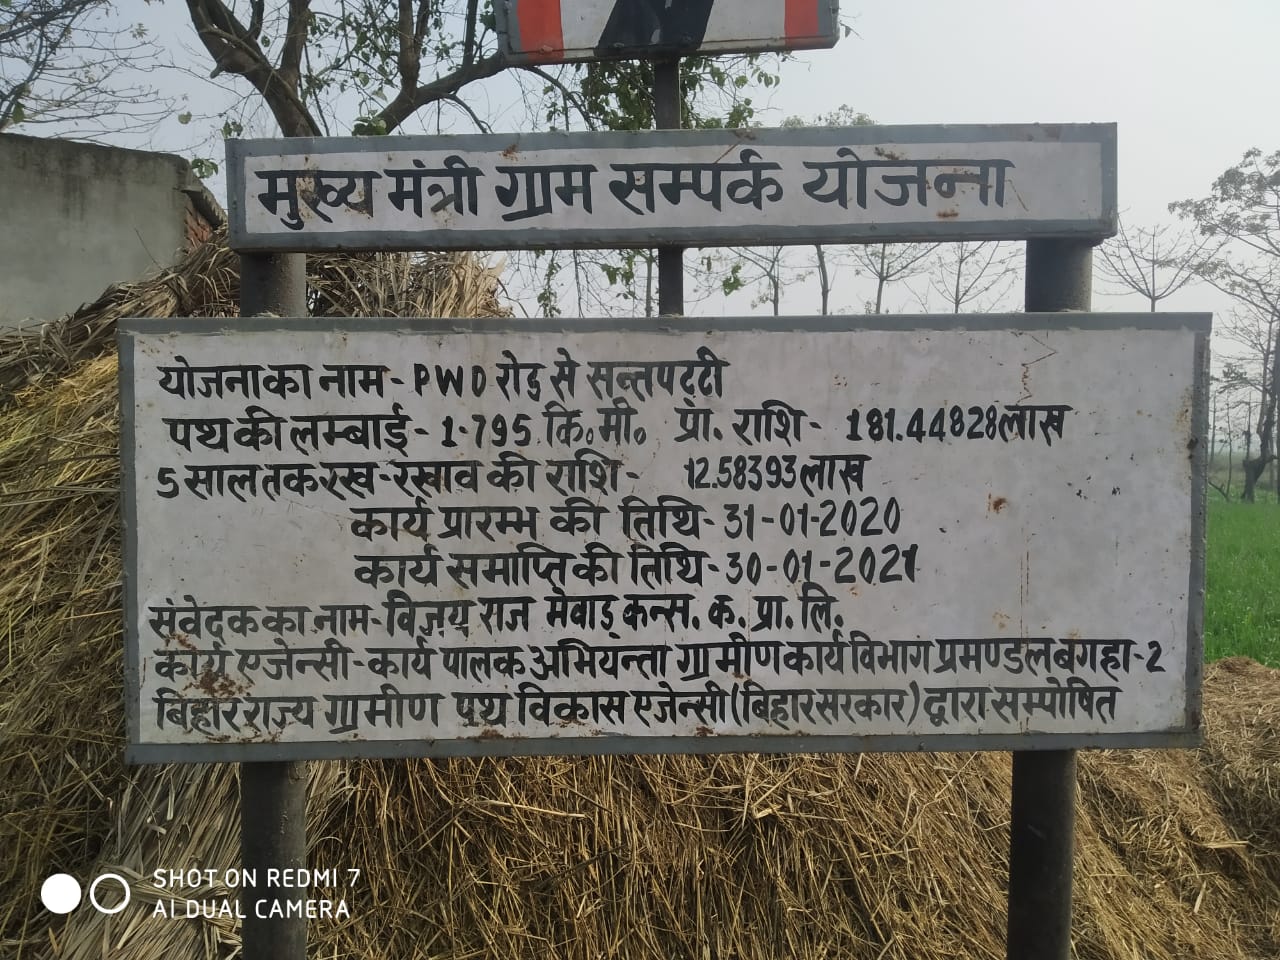 मुख्य मंत्री ग्राम सम्पर्क योजना
योजना का नाम - PWD रोड से सन्तपट्टी
पथ की लम्बाई - 1.795 कि॰मी॰ प्रा. राशि - 181.44828लाख
5 साल तक रख-रखाव की राशि - 12.58393लाख
कार्य प्रारम्भ की तिथि - 31-01-2020
कार्य समाप्ति की तिथि - 30-01-2021
संवेदक का नाम - विजय राज मेवाड़ कन्स. क. प्रा. लि.
कार्य एजेन्सी - कार्य पालक अभियन्ता ग्रामीण कार्य विभाग प्रमण्डल बगहा-2
बिहार राज्य ग्रामीण पथ विकास एजेन्सी (बिहार सरकार) द्वारा सम्पोषित
SHOT ON REDMI 7
AI DUAL CAMERA